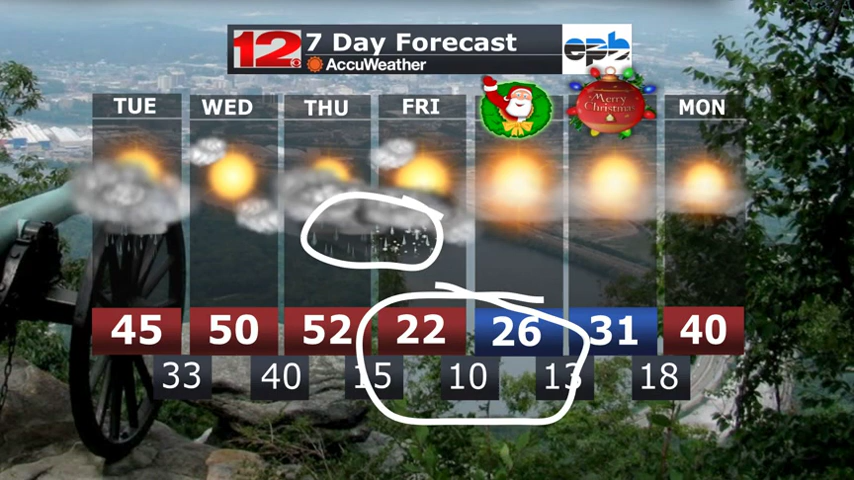 12 7 Day Forecast epb
AccuWeather
TUE WED THU FRI Merry Christmas MON
45 50 52 22 26 31 40
33 40 15 10 13 18